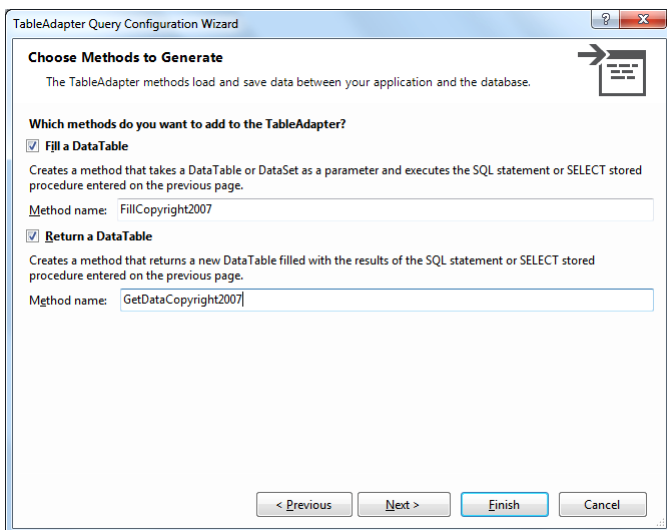 TableAdapter Query Configuration Wizard
Choose Methods to Generate
The TableAdapter methods load and save data between your application and the database.
Which methods do you want to add to the TableAdapter?
Fill a DataTable
Creates a method that takes a DataTable or DataSet as a parameter and executes the SQL statement or SELECT stored
procedure entered on the previous page.
Method name: FillCopyright2007
Return a DataTable
Creates a method that returns a new DataTable filled with the results of the SQL statement or SELECT stored
procedure entered on the previous page.
Method name: GetDataCopyright2007
< Previous Next > Finish Cancel